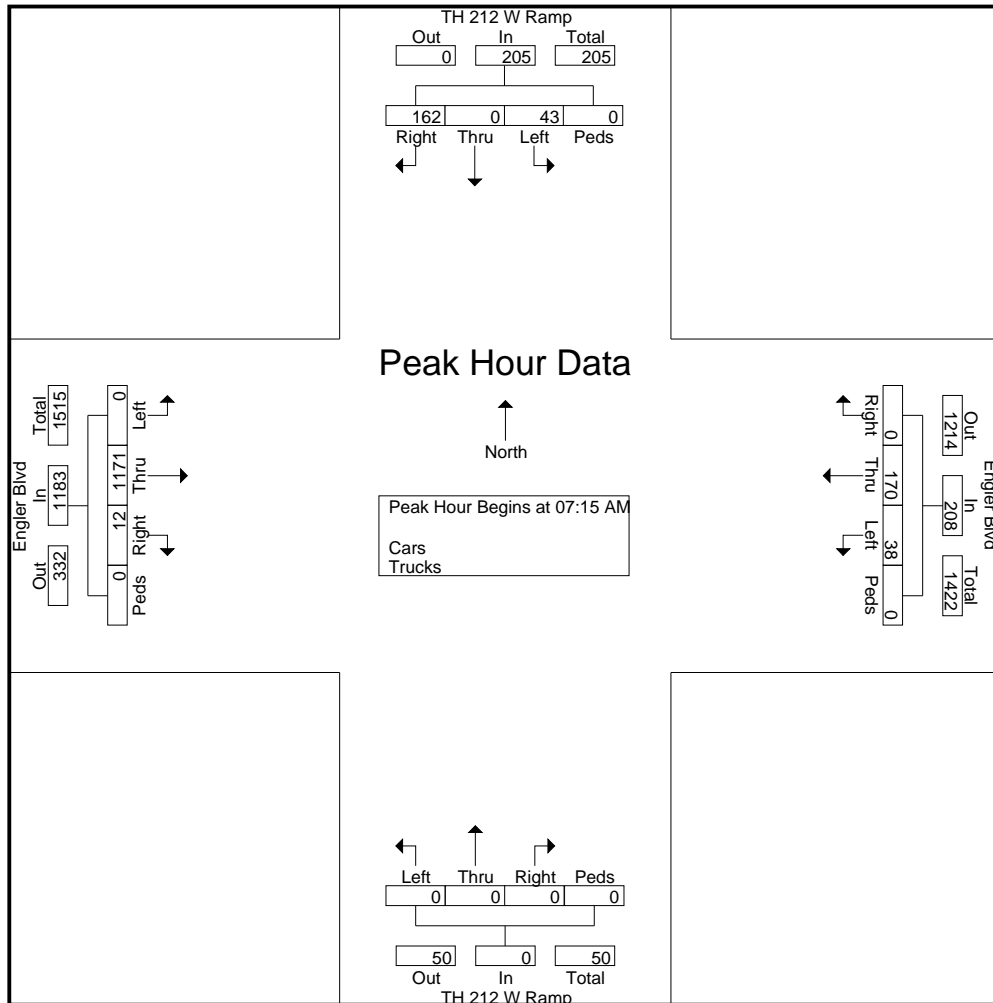 TH 212 W Ramp
Out In Total
0 205 205
162 0 43 0
Right Thru Left Peds
Peak Hour Data
North
Peak Hour Begins at 07:15 AM
Cars
Trucks
Engler Blvd
Total In Out
1515 1183 332
0 1171 12 0
Left Thru Right Peds
Engler Blvd
Out In Total
1214 208 1422
0 170 38 0
Right Thru Left Peds
Left Thru Right Peds
0 0 0 0
50 0 50
Out In Total
TH 212 W Ramp